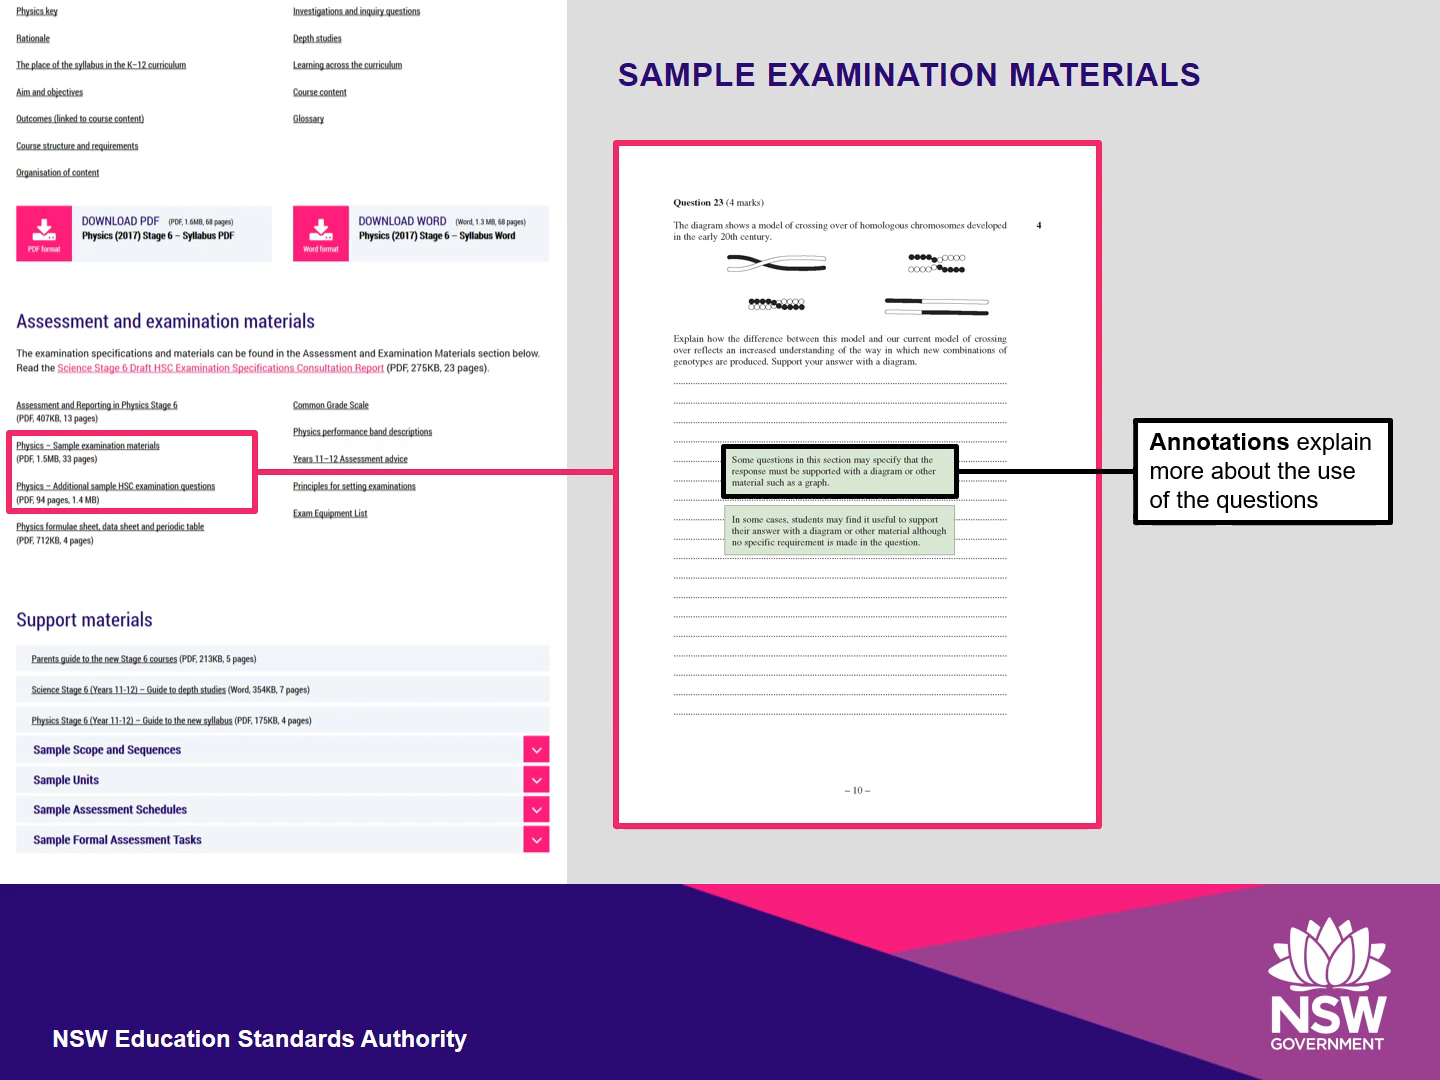 Physics key
Rationale
The place of the syllabus in the K–12 curriculum
Aim and objectives
Outcomes (linked to course content)
Course structure and requirements
Organisation of content
Investigations and inquiry questions
Depth studies
Learning across the curriculum
Course content
Glossary
DOWNLOAD PDF (PDF, 1.6MB, 68 pages)
Physics (2017) Stage 6 – Syllabus PDF
PDF format
DOWNLOAD WORD (Word, 1.3 MB, 68 pages)
Physics (2017) Stage 6 – Syllabus Word
Word format
Assessment and examination materials
The examination specifications and materials can be found in the Assessment and Examination Materials section below.
Read the Science Stage 6 Draft HSC Examination Specifications Consultation Report (PDF, 275KB, 23 pages).
Assessment and Reporting in Physics Stage 6
(PDF, 407KB, 13 pages)
Physics – Sample examination materials
(PDF, 1.5MB, 33 pages)
Physics – Additional sample HSC examination questions
(PDF, 94 pages, 1.4 MB)
Physics formulae sheet, data sheet and periodic table
(PDF, 712KB, 4 pages)
Common Grade Scale
Physics performance band descriptions
Years 11–12 Assessment advice
Principles for setting examinations
Exam Equipment List
Support materials
Parents guide to the new Stage 6 courses (PDF, 213KB, 5 pages)
Science Stage 6 (Years 11-12) – Guide to depth studies (Word, 354KB, 7 pages)
Physics Stage 6 (Year 11-12) – Guide to the new syllabus (PDF, 175KB, 4 pages)
Sample Scope and Sequences
Sample Units
Sample Assessment Schedules
Sample Formal Assessment Tasks
SAMPLE EXAMINATION MATERIALS
Question 23 (4 marks)
The diagram shows a model of crossing over of homologous chromosomes developed 4
in the early 20th century.
Explain how the difference between this model and our current model of crossing
over reflects an increased understanding of the way in which new combinations of
genotypes are produced. Support your answer with a diagram.
Some questions in this section may specify that the
response must be supported with a diagram or other
material such as a graph.
In some cases, students may find it useful to support
their answer with a diagram or other material although
no specific requirement is made in the question.
– 10 –
Annotations explain
more about the use
of the questions
NSW Education Standards Authority
NSW
GOVERNMENT